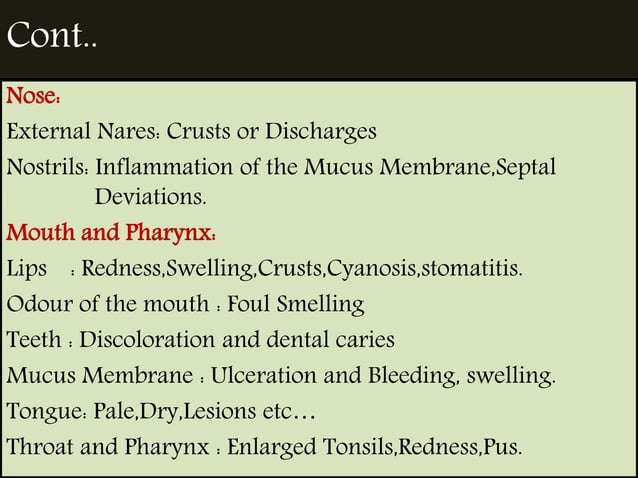 Cont..
Nose:
External Nares: Crusts or Discharges
Nostrils: Inflammation of the Mucus Membrane,Septal
Deviations.
Mouth and Pharynx:
Lips : Redness,Swelling,Crusts,Cyanosis,stomatitis.
Odour of the mouth : Foul Smelling
Teeth : Discoloration and dental caries
Mucus Membrane : Ulceration and Bleeding, swelling.
Tongue: Pale,Dry,Lesions etc…
Throat and Pharynx : Enlarged Tonsils,Redness,Pus.